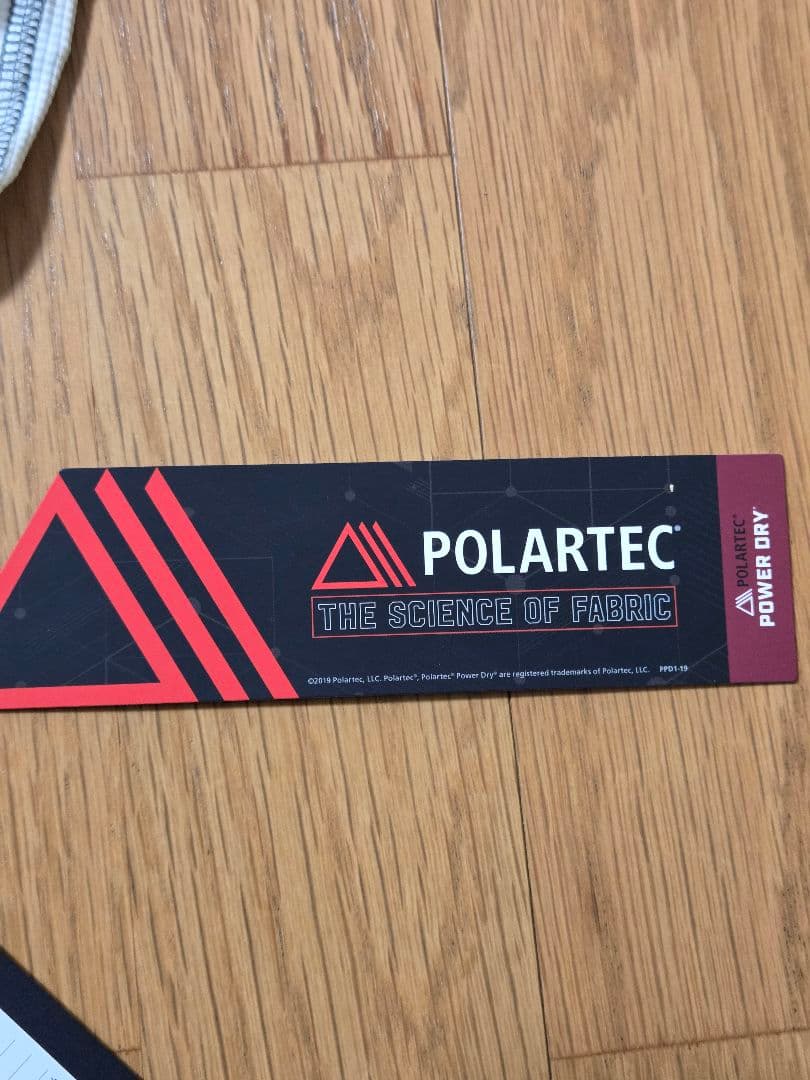 POLARTEC®
THE SCIENCE OF FABRIC
©2019 Polartec, LLC. Polartec®, Polartec® Power Dry® are registered trademarks of Polartec, LLC. PPD1-19
POLARTEC®
POWER DRY®